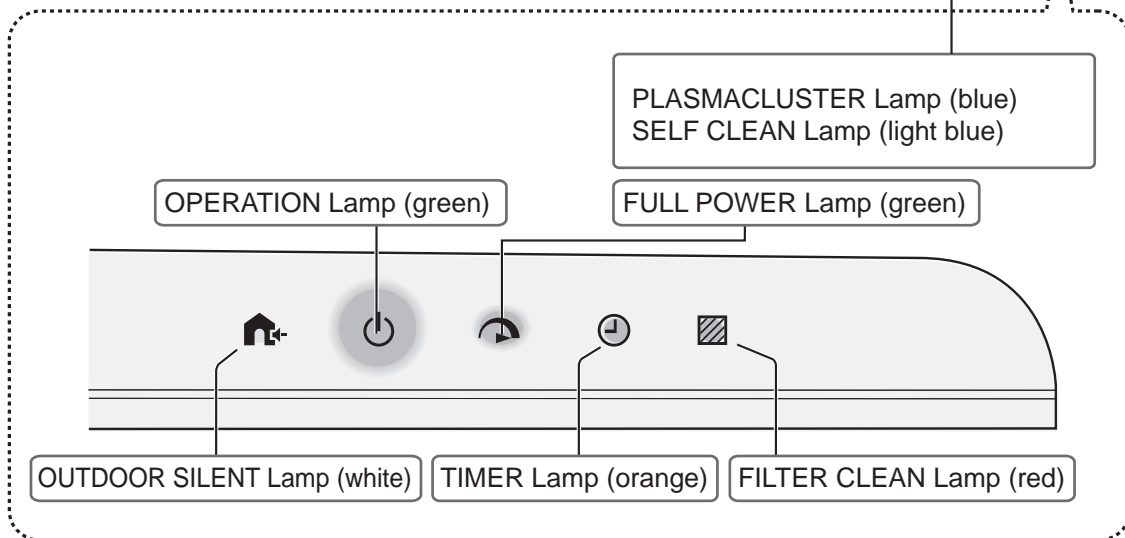 PLASMACLUSTER Lamp (blue)
SELF CLEAN Lamp (light blue)
OPERATION Lamp (green)
FULL POWER Lamp (green)
OUTDOOR SILENT Lamp (white)
TIMER Lamp (orange)
FILTER CLEAN Lamp (red)